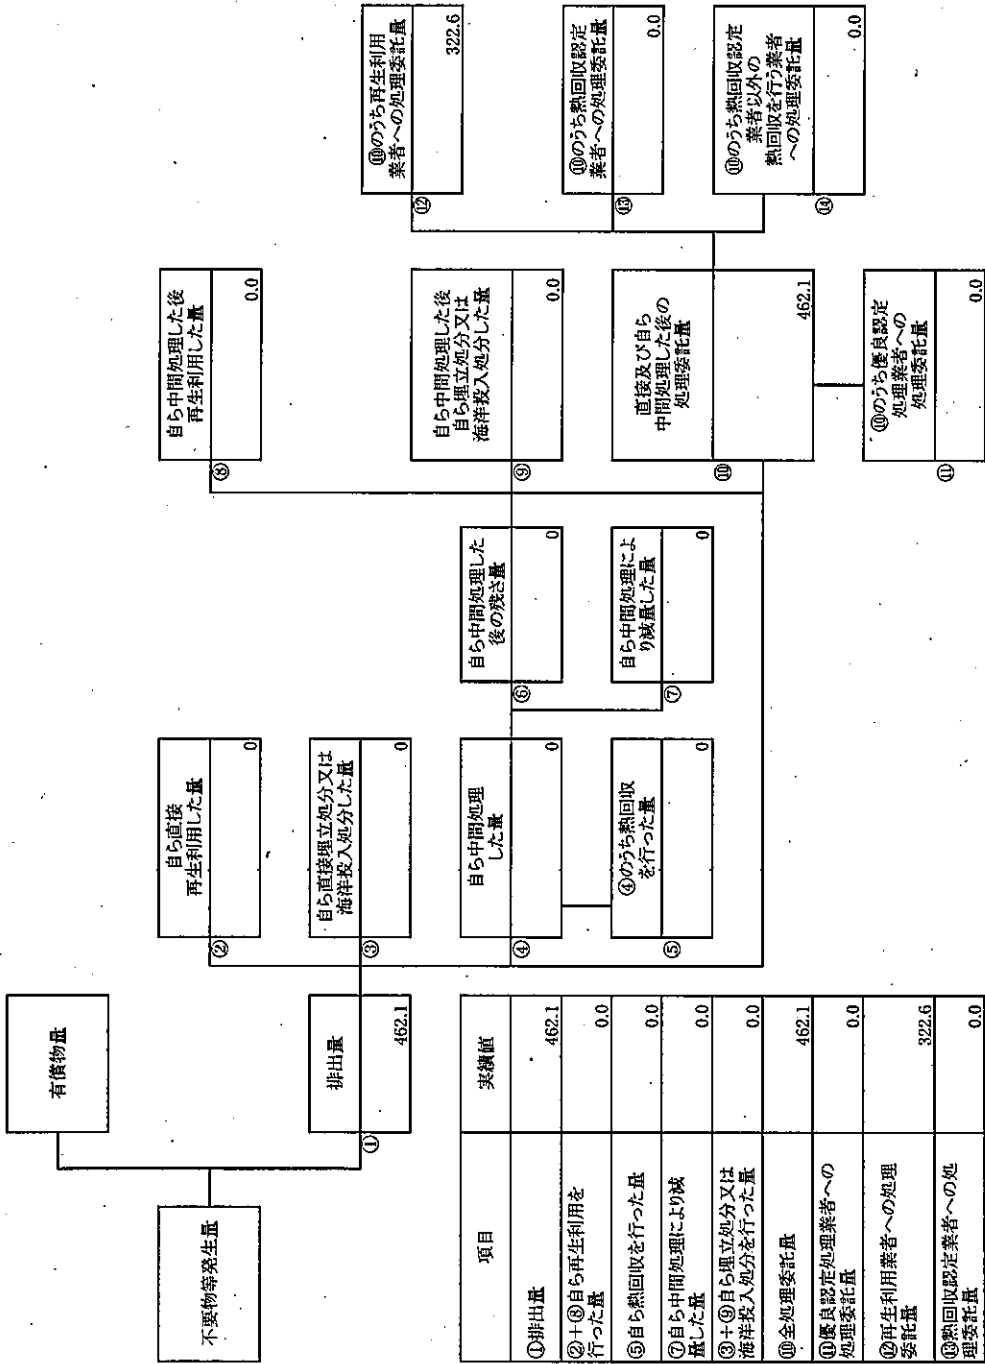 不要物等発生量
有償物量
排出量
①
462.1
自ら直接
再生利用した量
②
0
自ら直接埋立処分又は
海洋投入処分した量
③
0
自ら中間処理
した量
④
0
④のうち熱回収
を行った量
⑤
0
自ら中間処理した
後の残さ量
⑥
0
自ら中間処理によ
り減量した量
⑦
0
自ら中間処理した後
再生利用した量
⑧
0.0
自ら中間処理した後
自ら埋立処分又は
海洋投入処分した量
⑨
0.0
直接及び自ら
中間処理した後の
処理委託量
⑩
462.1
⑩のうち優良認定
処理業者への
処理委託量
⑪
0.0
⑩のうち再生利用
業者への処理委託量
⑫
322.6
⑩のうち熱回収認定
業者への処理委託量
⑬
0.0
⑩のうち熱回収認定
業者以外の
熱回収を行う業者
への処理委託量
⑭
0.0
項目 実績値
①排出量 462.1
②+⑧自ら再生利用を
行った量 0.0
⑤自ら熱回収を行った量 0.0
⑦自ら中間処理により減
量した量 0.0
③+⑨自ら埋立処分又は
海洋投入処分を行った量 0.0
⑩全処理委託量 462.1
⑪優良認定処理業者への
処理委託量 0.0
⑫再生利用業者への処理
委託量 322.6
⑬熱回収認定業者への処
理委託量 0.0